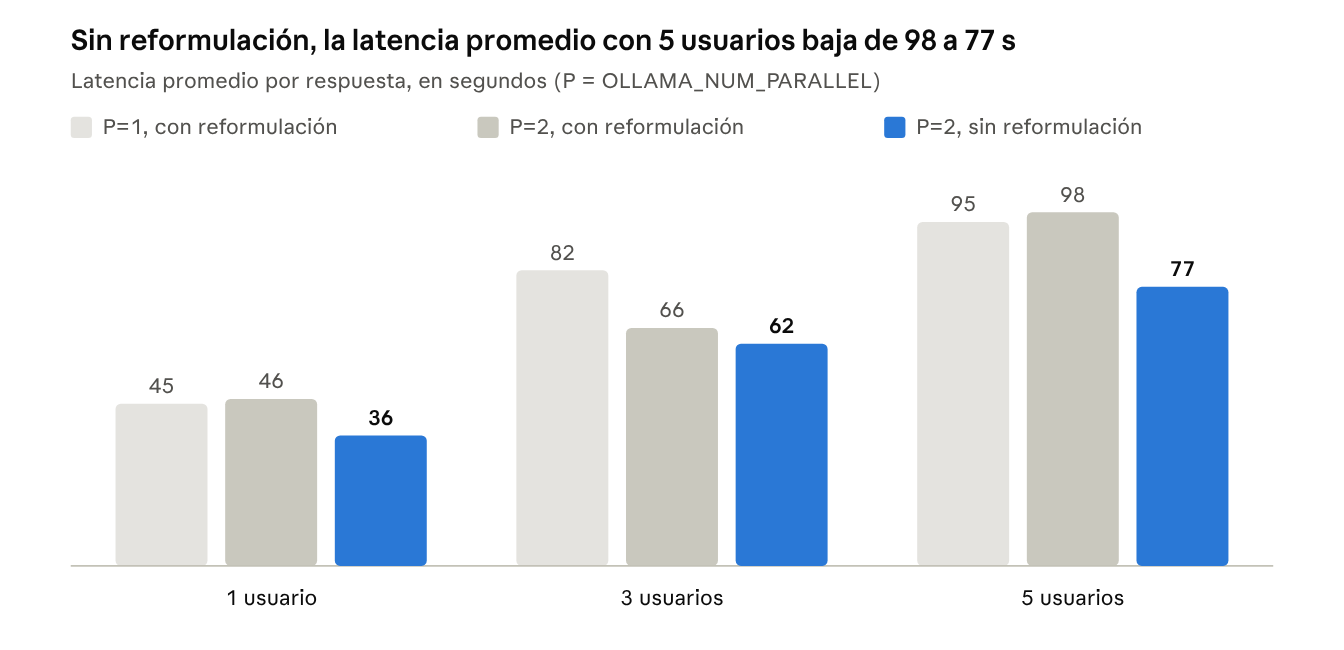 Sin reformulación, la latencia promedio con 5 usuarios baja de 98 a 77 s
Latencia promedio por respuesta, en segundos (P = OLLAMA_NUM_PARALLEL)
P=1, con reformulación
P=2, con reformulación
P=2, sin reformulación
45
46
36
82
66
62
95
98
77
1 usuario
3 usuarios
5 usuarios